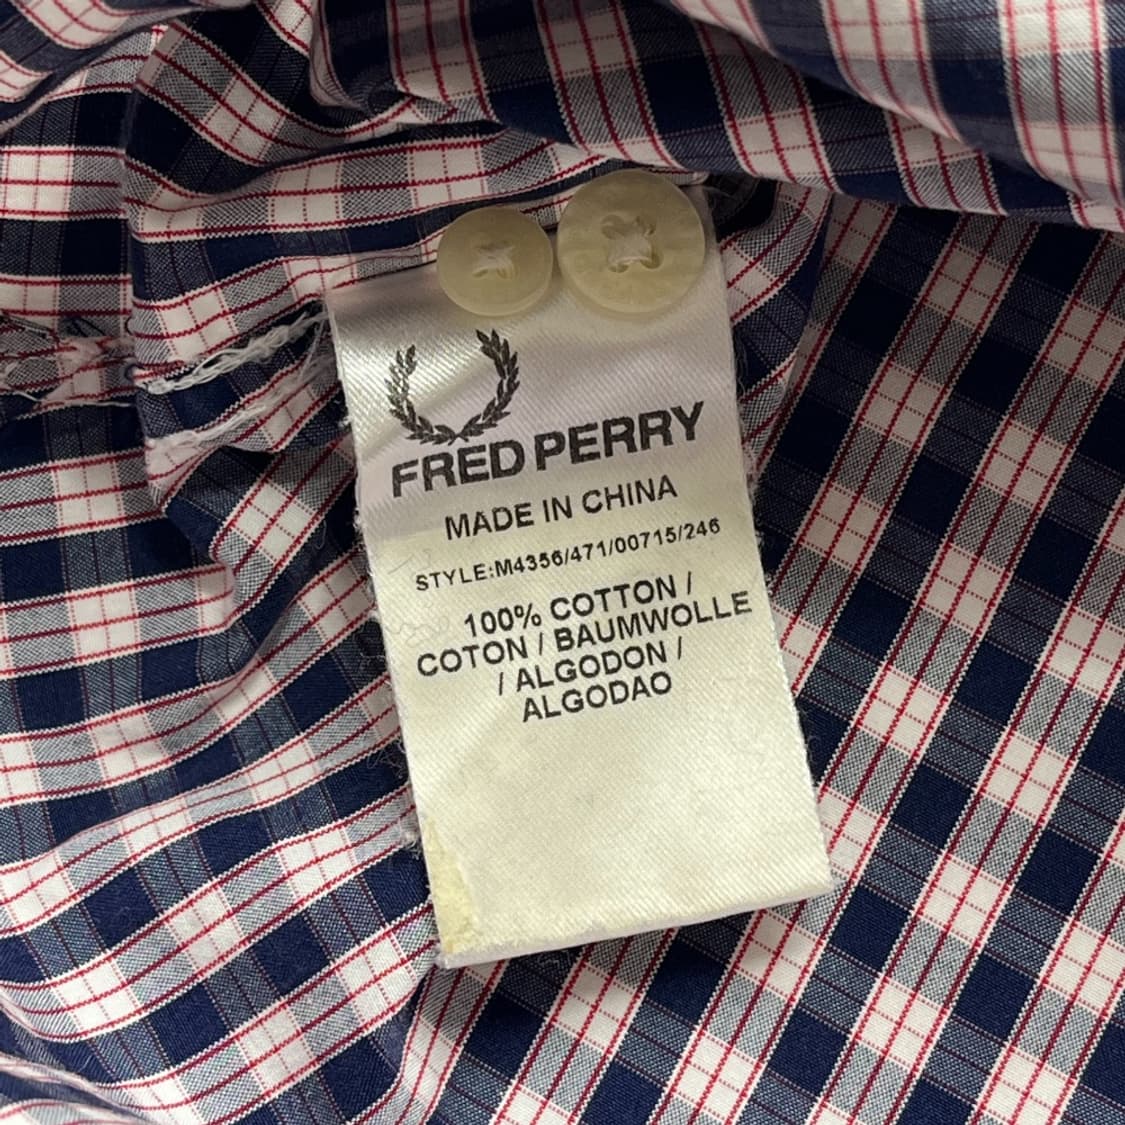 FRED PERRY
MADE IN CHINA
STYLE:M4356/471/00715/246
100% COTTON /
COTON / BAUMWOLLE
/ ALGODON /
ALGODAO